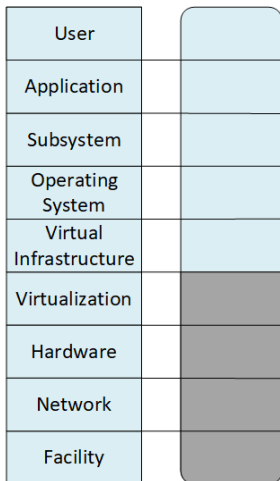 User
Application
Subsystem
Operating
System
Virtual
Infrastructure
Virtualization
Hardware
Network
Facility